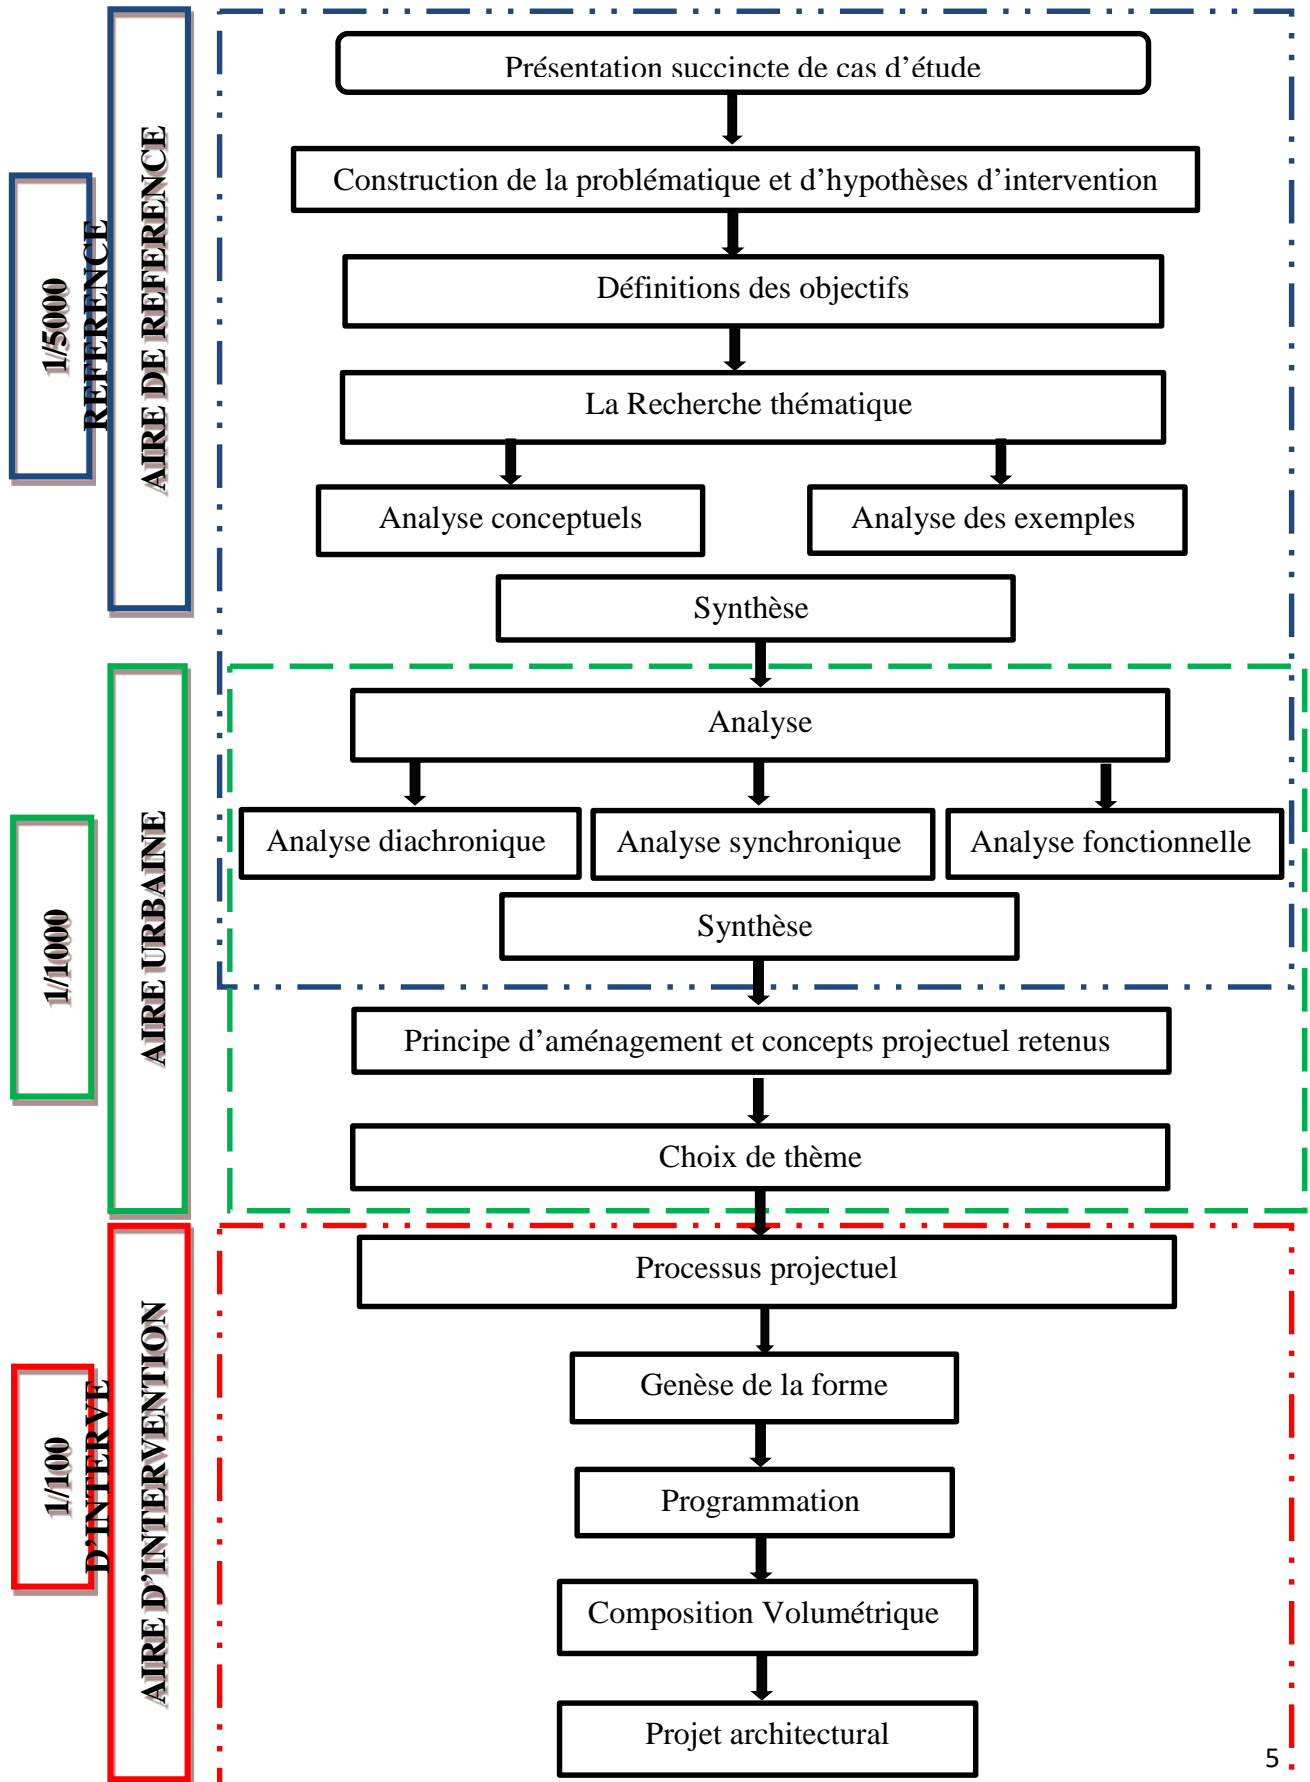 Présentation succincte de cas d’étude
Construction de la problématique et d’hypothèses d’intervention
Définitions des objectifs
La Recherche thématique
Analyse conceptuels
Analyse des exemples
Synthèse
1/5000
REFERENCE
AIRE DE REFERENCE
Analyse
Analyse diachronique
Analyse synchronique
Analyse fonctionnelle
Synthèse
Principe d’aménagement et concepts projectuel retenus
Choix de thème
1/1000
AIRE URBAINE
Processus projectuel
Genèse de la forme
Programmation
Composition Volumétrique
Projet architectural
1/100
D’INTERVE
AIRE D’INTERVENTION
5